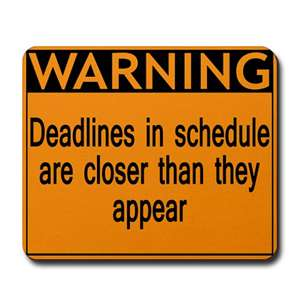 WARNING
Deadlines in schedule
are closer than they
appear